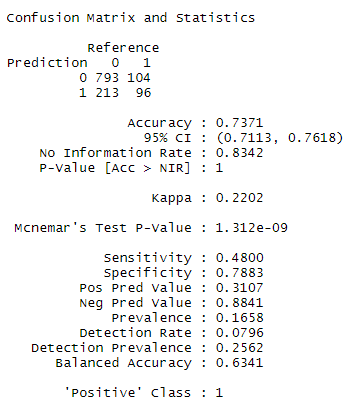 Confusion Matrix and Statistics
Reference
Prediction 0 1
0 793 104
1 213 96
Accuracy : 0.7371
95% CI : (0.7113, 0.7618)
No Information Rate : 0.8342
P-Value [Acc > NIR] : 1
Kappa : 0.2202
Mcnemar's Test P-Value : 1.312e-09
Sensitivity : 0.4800
Specificity : 0.7883
Pos Pred Value : 0.3107
Neg Pred Value : 0.8841
Prevalence : 0.1658
Detection Rate : 0.0796
Detection Prevalence : 0.2562
Balanced Accuracy : 0.6341
'Positive' Class : 1